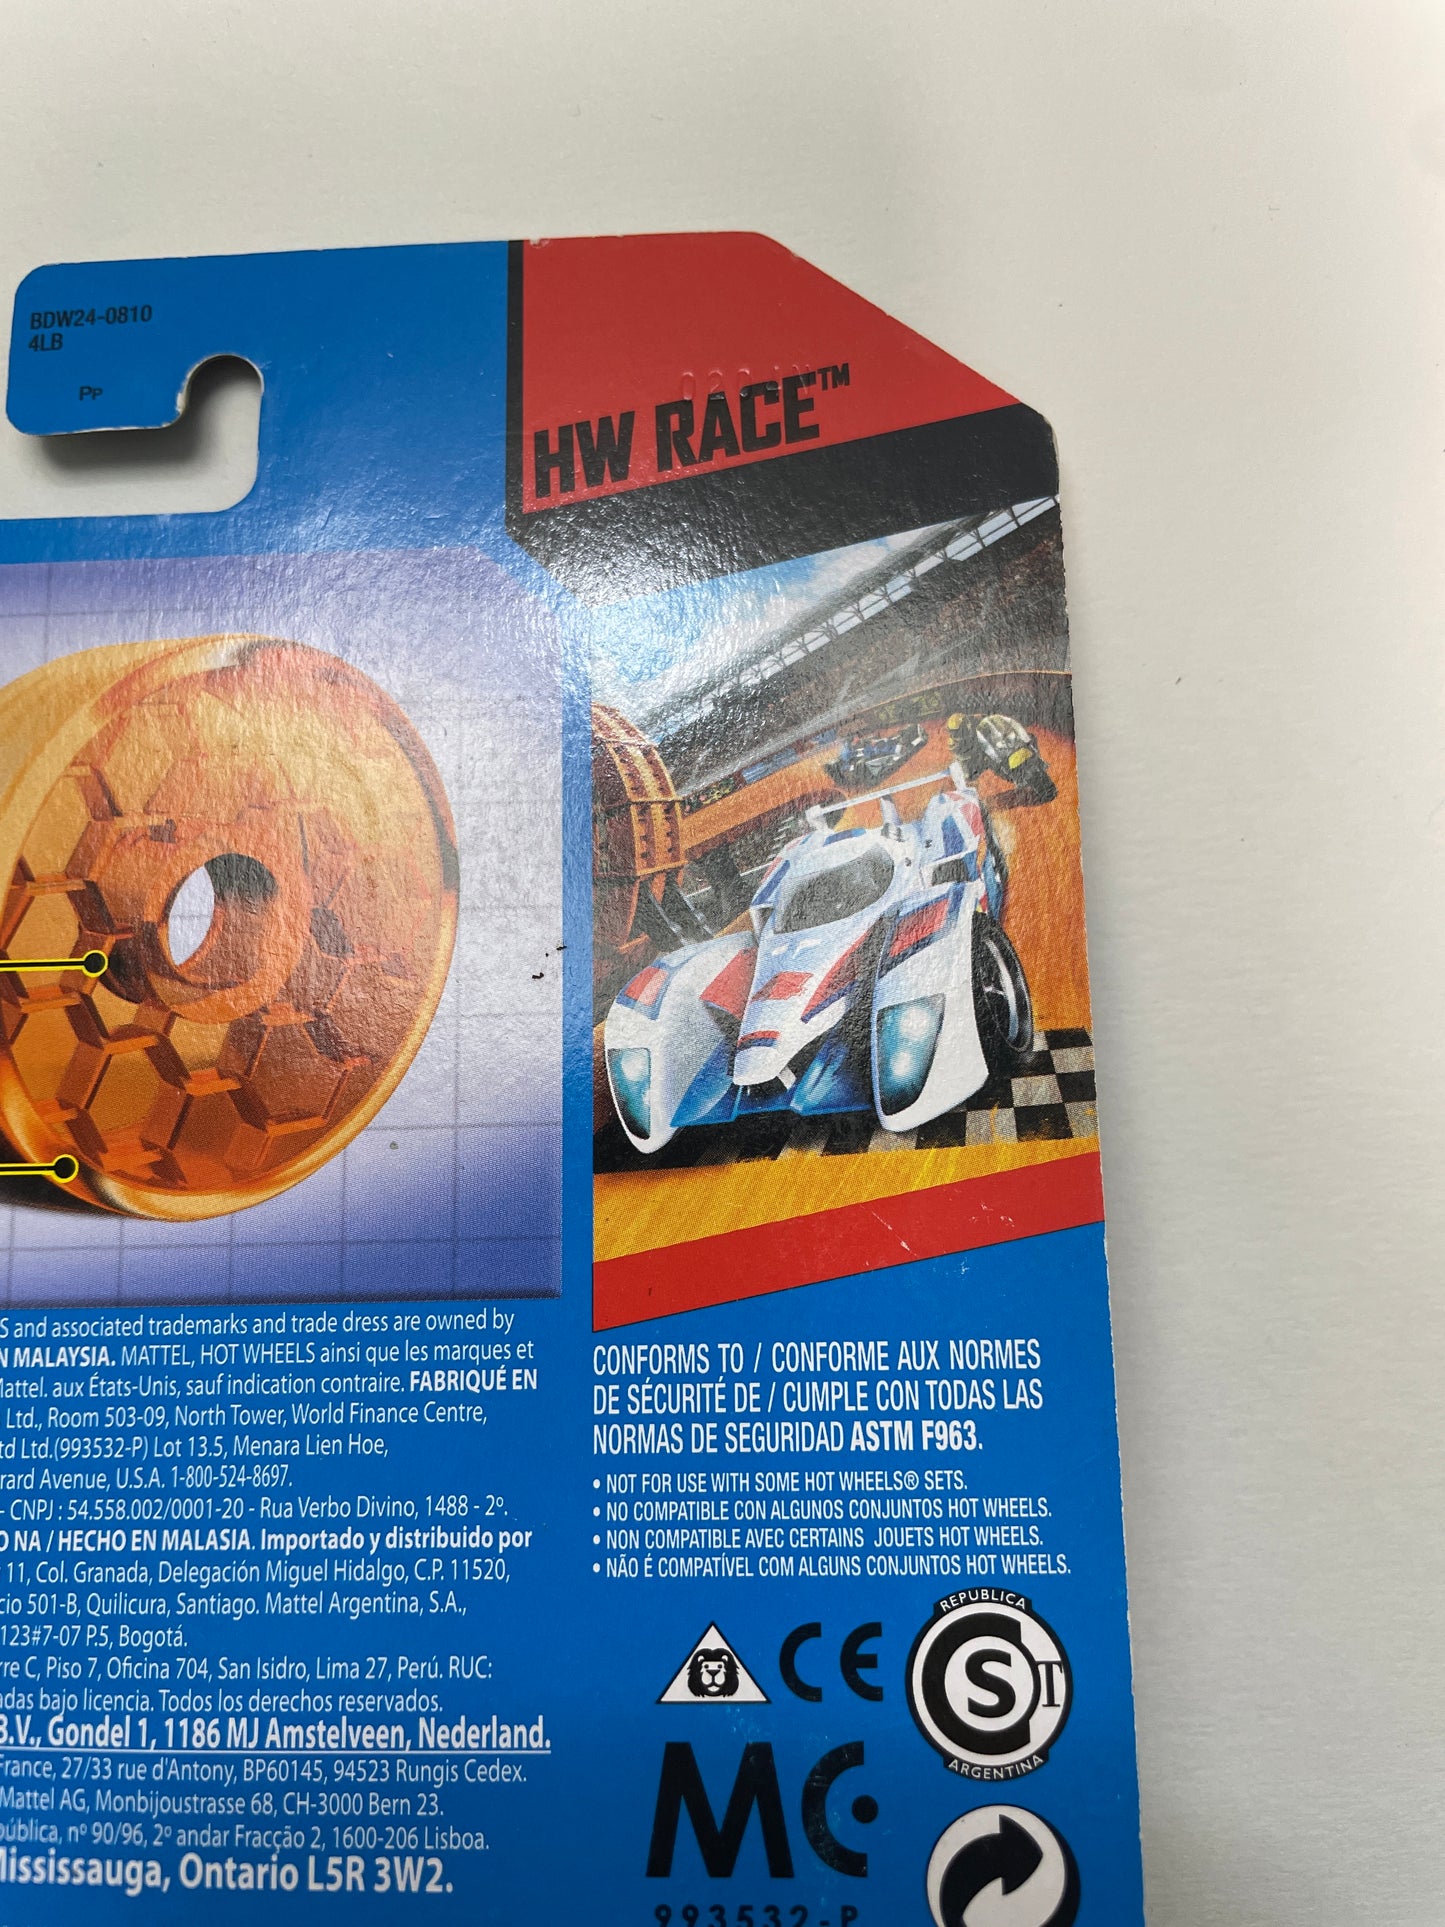 BDW24-0810
4LB
PP
HW RACE™
S and associated trademarks and trade dress are owned by
N MALAYSIA. MATTEL, HOT WHEELS ainsi que les marques et
Mattel. aux États-Unis, sauf indication contraire. FABRIQUÉ EN
Ltd., Room 503-09, North Tower, World Finance Centre,
td Ltd.(993532-P) Lot 13.5, Menara Lien Hoe,
rard Avenue, U.S.A. 1-800-524-8697.
- CNPJ : 54.558.002/0001-20 - Rua Verbo Divino, 1488 - 2º.
O NA / HECHO EN MALASIA. Importado y distribuido por
11, Col. Granada, Delegación Miguel Hidalgo, C.P. 11520,
cio 501-B, Quilicura, Santiago. Mattel Argentina, S.A.,
123#7-07 P.5, Bogotá.
rre C, Piso 7, Oficina 704, San Isidro, Lima 27, Perú. RUC:
adas bajo licencia. Todos los derechos reservados.
B.V., Gondel 1, 1186 MJ Amstelveen, Nederland.
France, 27/33 rue d'Antony, BP60145, 94523 Rungis Cedex.
Mattel AG, Monbijoustrasse 68, CH-3000 Bern 23.
pública, nº 90/96, 2º andar Fracção 2, 1600-206 Lisboa.
Mississauga, Ontario L5R 3W2.
CONFORMS TO / CONFORME AUX NORMES
DE SÉCURITÉ DE / CUMPLE CON TODAS LAS
NORMAS DE SEGURIDAD ASTM F963.
• NOT FOR USE WITH SOME HOT WHEELS® SETS.
• NO COMPATIBLE CON ALGUNOS CONJUNTOS HOT WHEELS.
• NON COMPATIBLE AVEC CERTAINS JOUETS HOT WHEELS.
• NÃO É COMPATÍVEL COM ALGUNS CONJUNTOS HOT WHEELS.
CE
REPUBLICA
S T
ARGENTINA
MC
993532-P